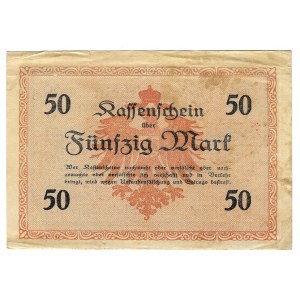 50 Kassenschein 50
über
Fünfzig Mark
Wer Kassenscheine nachmacht oder verfälscht oder nach-
gemachte oder verfälschte sich verschafft und in Verkehr
bringt, wird wegen Urkundenfälschung und Betrugs bestraft.
50 50